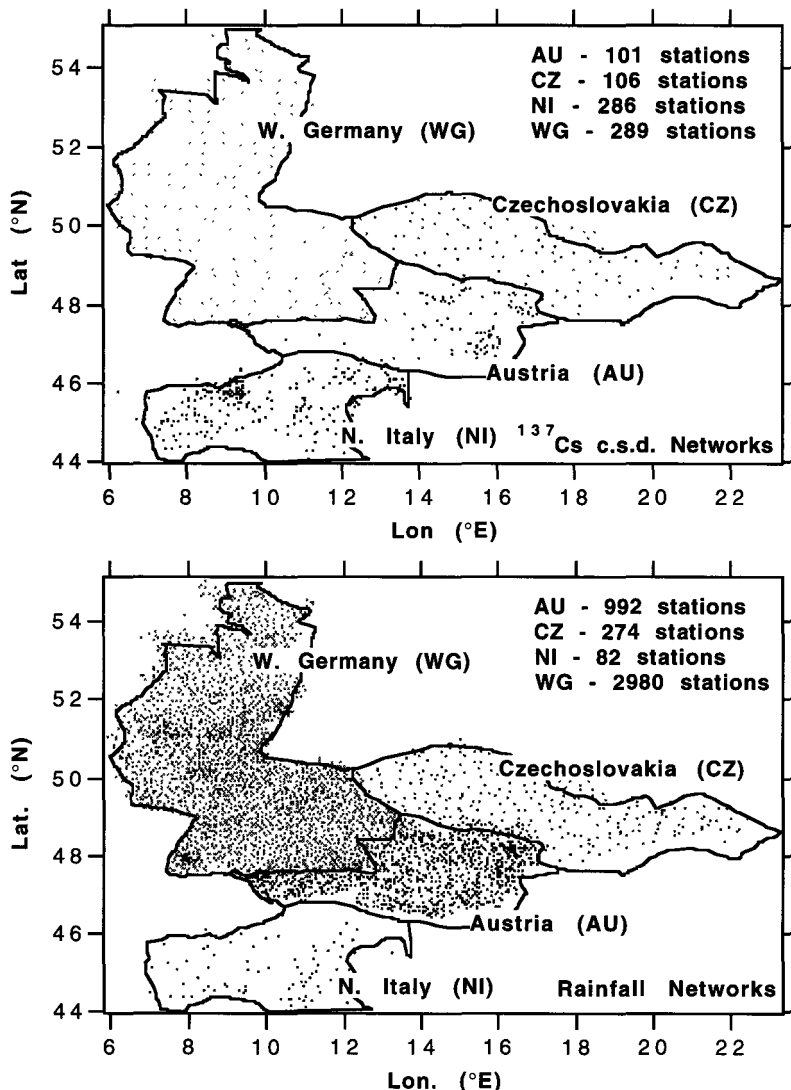 AU - 101 stations
CZ - 106 stations
NI - 286 stations
WG - 289 stations
W. Germany (WG)
Czechoslovakia (CZ)
Austria (AU)
N. Italy (NI)
¹³⁷Cs c.s.d. Networks
Lat (°N)
54
52
50
48
46
44
6 8 10 12 14 16 18 20 22
Lon (°E)
AU - 992 stations
CZ - 274 stations
NI - 82 stations
WG - 2980 stations
W. Germany (WG)
Czechoslovakia (CZ)
Austria (AU)
N. Italy (NI)
Rainfall Networks
Lat. (°N)
54
52
50
48
46
44
6 8 10 12 14 16 18 20 22
Lon. (°E)